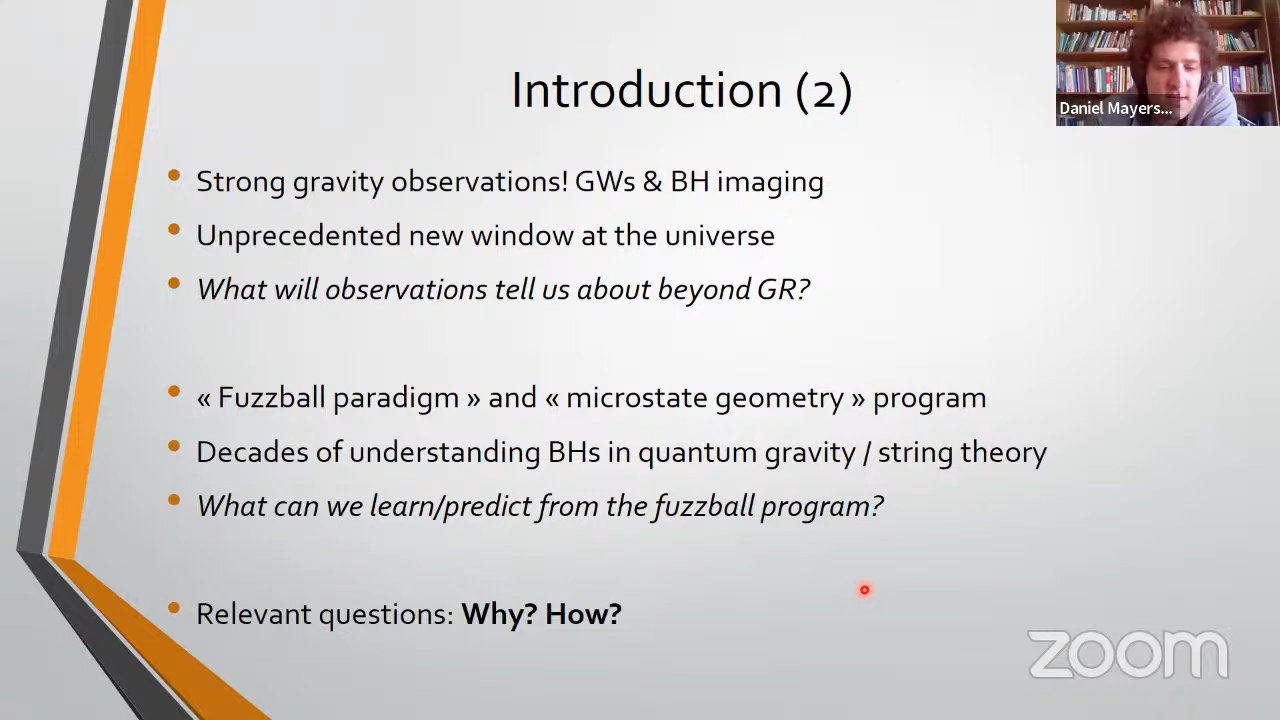 Introduction (2)
Daniel Mayers...
• Strong gravity observations! GWs & BH imaging
• Unprecedented new window at the universe
• What will observations tell us about beyond GR?
• « Fuzzball paradigm » and « microstate geometry » program
• Decades of understanding BHs in quantum gravity / string theory
• What can we learn/predict from the fuzzball program?
• Relevant questions: Why? How?
zoom